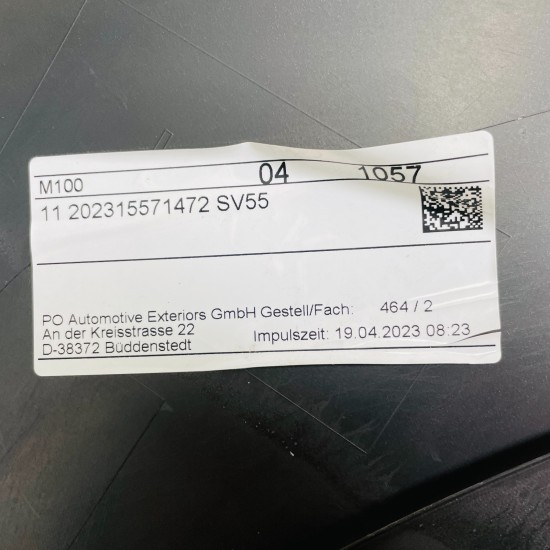 M100 04 1057
11 202315571472 SV55
PO Automotive Exteriors GmbH Gestell/Fach: 464 / 2
An der Kreisstrasse 22 Impulszeit: 19.04.2023 08:23
D-38372 Büddenstedt